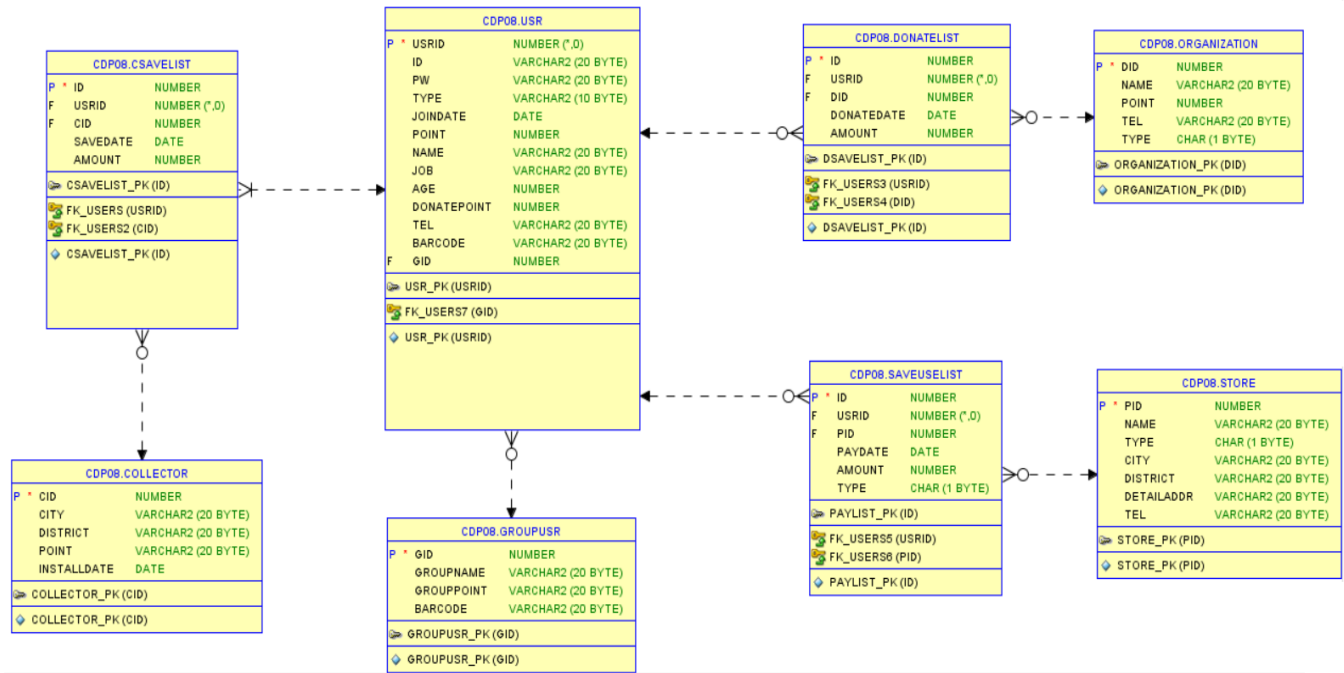 CDP08.CSAVELIST
P * ID NUMBER
F USRID NUMBER (*,0)
F CID NUMBER
SAVEDATE DATE
AMOUNT NUMBER
CSAVELIST_PK (ID)
FK_USERS (USRID)
FK_USERS2 (CID)
CSAVELIST_PK (ID)
CDP08.USR
P * USRID NUMBER (*,0)
ID VARCHAR2 (20 BYTE)
PW VARCHAR2 (20 BYTE)
TYPE VARCHAR2 (10 BYTE)
JOINDATE DATE
POINT NUMBER
NAME VARCHAR2 (20 BYTE)
JOB VARCHAR2 (20 BYTE)
AGE NUMBER
DONATEPOINT NUMBER
TEL VARCHAR2 (20 BYTE)
BARCODE VARCHAR2 (20 BYTE)
F GID NUMBER
USR_PK (USRID)
FK_USERS7 (GID)
USR_PK (USRID)
CDP08.DONATELIST
P * ID NUMBER
F USRID NUMBER (*,0)
F DID NUMBER
DONATEDATE DATE
AMOUNT NUMBER
DSAVELIST_PK (ID)
FK_USERS3 (USRID)
FK_USERS4 (DID)
DSAVELIST_PK (ID)
CDP08.ORGANIZATION
P * DID NUMBER
NAME VARCHAR2 (20 BYTE)
POINT NUMBER
TEL VARCHAR2 (20 BYTE)
TYPE CHAR (1 BYTE)
ORGANIZATION_PK (DID)
ORGANIZATION_PK (DID)
CDP08.COLLECTOR
P * CID NUMBER
CITY VARCHAR2 (20 BYTE)
DISTRICT VARCHAR2 (20 BYTE)
POINT VARCHAR2 (20 BYTE)
INSTALLDATE DATE
COLLECTOR_PK (CID)
COLLECTOR_PK (CID)
CDP08.GROUPUSR
P * GID NUMBER
GROUPNAME VARCHAR2 (20 BYTE)
GROUPPOINT VARCHAR2 (20 BYTE)
BARCODE VARCHAR2 (20 BYTE)
GROUPUSR_PK (GID)
GROUPUSR_PK (GID)
CDP08.SAVEUSELIST
P * ID NUMBER
F USRID NUMBER (*,0)
F PID NUMBER
PAYDATE DATE
AMOUNT NUMBER
TYPE CHAR (1 BYTE)
PAYLIST_PK (ID)
FK_USERS5 (USRID)
FK_USERS6 (PID)
PAYLIST_PK (ID)
CDP08.STORE
P * PID NUMBER
NAME VARCHAR2 (20 BYTE)
TYPE CHAR (1 BYTE)
CITY VARCHAR2 (20 BYTE)
DISTRICT VARCHAR2 (20 BYTE)
DETAILADDR VARCHAR2 (20 BYTE)
TEL VARCHAR2 (20 BYTE)
STORE_PK (PID)
STORE_PK (PID)